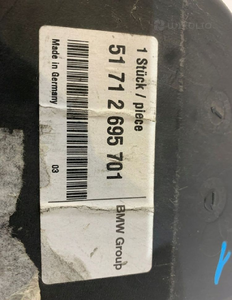 1 Stück / piece
51 71 2 695 701
BMW Group
Made in Germany
03